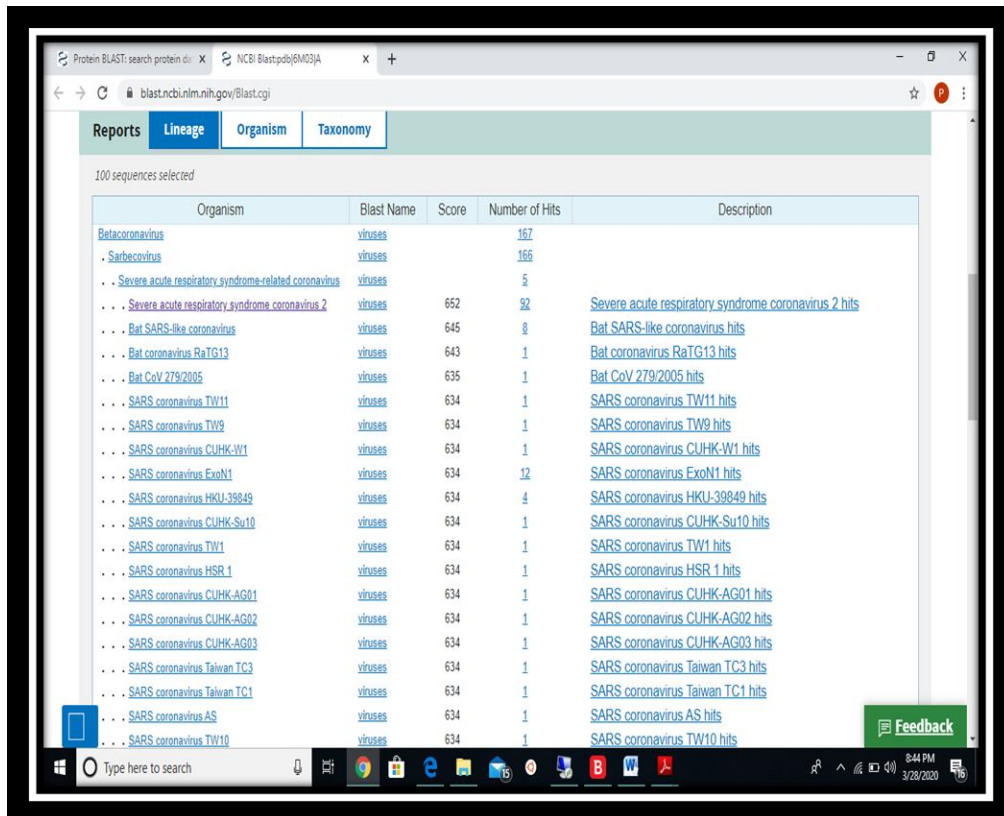 Protein BLAST: search protein da X NCBI Blast:pdb|6M03|A X +
blast.ncbi.nlm.nih.gov/Blast.cgi P
Reports Lineage Organism Taxonomy
100 sequences selected
Organism Blast Name Score Number of Hits Description
Betacoronavirus viruses 167
. Sarbecovirus viruses 166
. . Severe acute respiratory syndrome-related coronavirus viruses 5
. . . Severe acute respiratory syndrome coronavirus 2 viruses 652 92 Severe acute respiratory syndrome coronavirus 2 hits
. . . Bat SARS-like coronavirus viruses 645 8 Bat SARS-like coronavirus hits
. . . Bat coronavirus RaTG13 viruses 643 1 Bat coronavirus RaTG13 hits
. . . Bat CoV 279/2005 viruses 635 1 Bat CoV 279/2005 hits
. . . SARS coronavirus TW11 viruses 634 1 SARS coronavirus TW11 hits
. . . SARS coronavirus TW9 viruses 634 1 SARS coronavirus TW9 hits
. . . SARS coronavirus CUHK-W1 viruses 634 1 SARS coronavirus CUHK-W1 hits
. . . SARS coronavirus ExoN1 viruses 634 12 SARS coronavirus ExoN1 hits
. . . SARS coronavirus HKU-39849 viruses 634 4 SARS coronavirus HKU-39849 hits
. . . SARS coronavirus CUHK-Su10 viruses 634 1 SARS coronavirus CUHK-Su10 hits
. . . SARS coronavirus TW1 viruses 634 1 SARS coronavirus TW1 hits
. . . SARS coronavirus HSR 1 viruses 634 1 SARS coronavirus HSR 1 hits
. . . SARS coronavirus CUHK-AG01 viruses 634 1 SARS coronavirus CUHK-AG01 hits
. . . SARS coronavirus CUHK-AG02 viruses 634 1 SARS coronavirus CUHK-AG02 hits
. . . SARS coronavirus CUHK-AG03 viruses 634 1 SARS coronavirus CUHK-AG03 hits
. . . SARS coronavirus Taiwan TC3 viruses 634 1 SARS coronavirus Taiwan TC3 hits
. . . SARS coronavirus Taiwan TC1 viruses 634 1 SARS coronavirus Taiwan TC1 hits
. . . SARS coronavirus AS viruses 634 1 SARS coronavirus AS hits
. . . SARS coronavirus TW10 viruses 634 1 SARS coronavirus TW10 hits
Feedback
Type here to search 15 B W 8:44 PM
3/28/2020 16